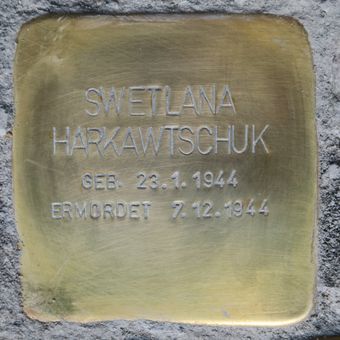 SWETLANA
HARKAWTSCHUK
GEB. 23.1.1944
ERMORDET 7.12.1944